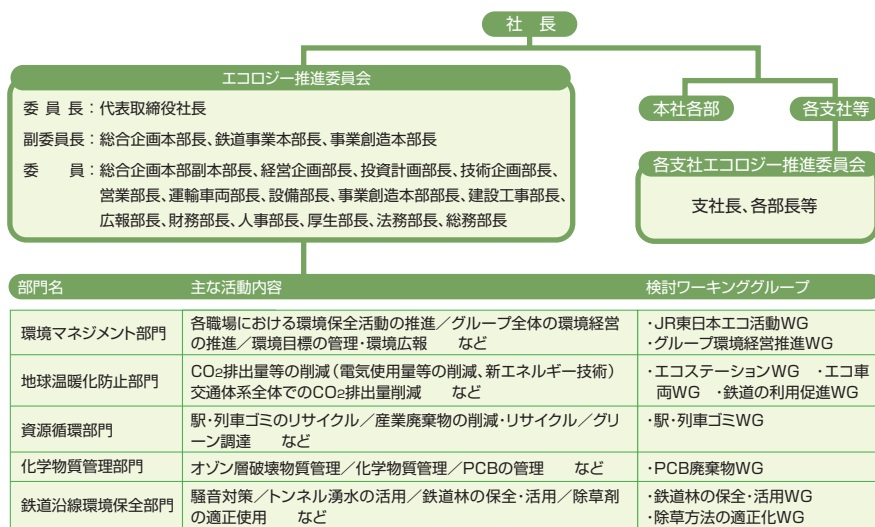 社 長
エコロジー推進委員会
委 員 長：代表取締役社長
副委員長：総合企画本部長、鉄道事業本部長、事業創造本部長
委　　員：総合企画本部副本部長、経営企画部長、投資計画部長、技術企画部長、
営業部長、運輸車両部長、設備部長、事業創造本部部長、建設工事部長、
広報部長、財務部長、人事部長、厚生部長、法務部長、総務部長
本社各部
各支社等
各支社エコロジー推進委員会
支社長、各部長等
部門名 主な活動内容 検討ワーキンググループ
環境マネジメント部門
各職場における環境保全活動の推進／グループ全体の環境経営
の推進／環境目標の管理・環境広報　など
・JR東日本エコ活動WG
・グループ環境経営推進WG
地球温暖化防止部門
CO2排出量等の削減（電気使用量等の削減、新エネルギー技術）
交通体系全体でのCO2排出量削減　など
・エコステーションWG ・エコ車
両WG ・鉄道の利用促進WG
資源循環部門
駅・列車ゴミのリサイクル／産業廃棄物の削減・リサイクル／グリ
ーン調達　など
・駅・列車ゴミWG
化学物質管理部門
オゾン層破壊物質管理／化学物質管理／PCBの管理　など
・PCB廃棄物WG
鉄道沿線環境保全部門
騒音対策／トンネル湧水の活用／鉄道林の保全・活用／除草剤
の適正使用　など
・鉄道林の保全・活用WG
・除草方法の適正化WG